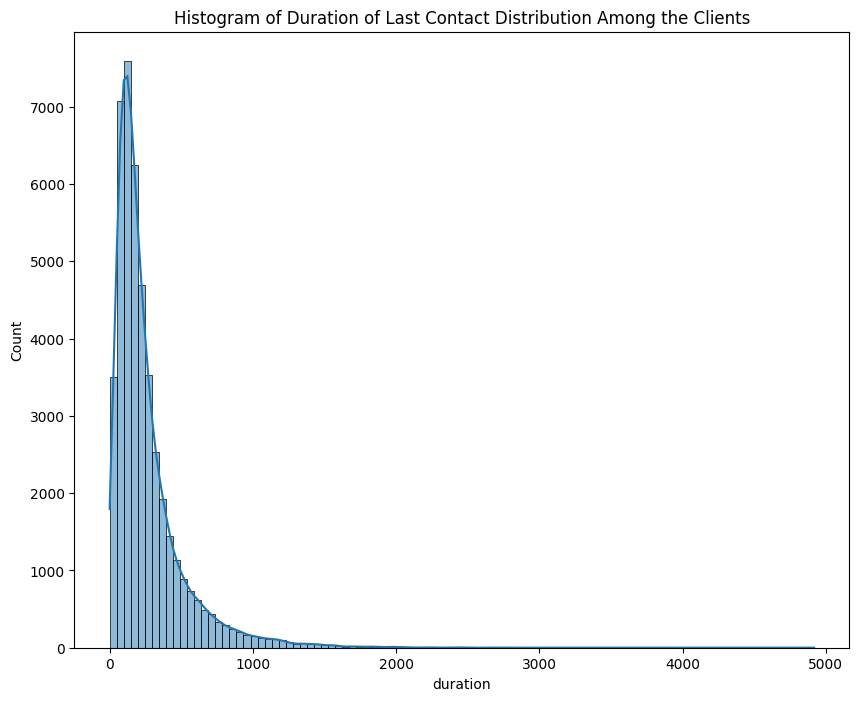 Histogram of Duration of Last Contact Distribution Among the Clients
7000
6000
5000
4000
3000
2000
1000
0
Count
0 1000 2000 3000 4000 5000
duration